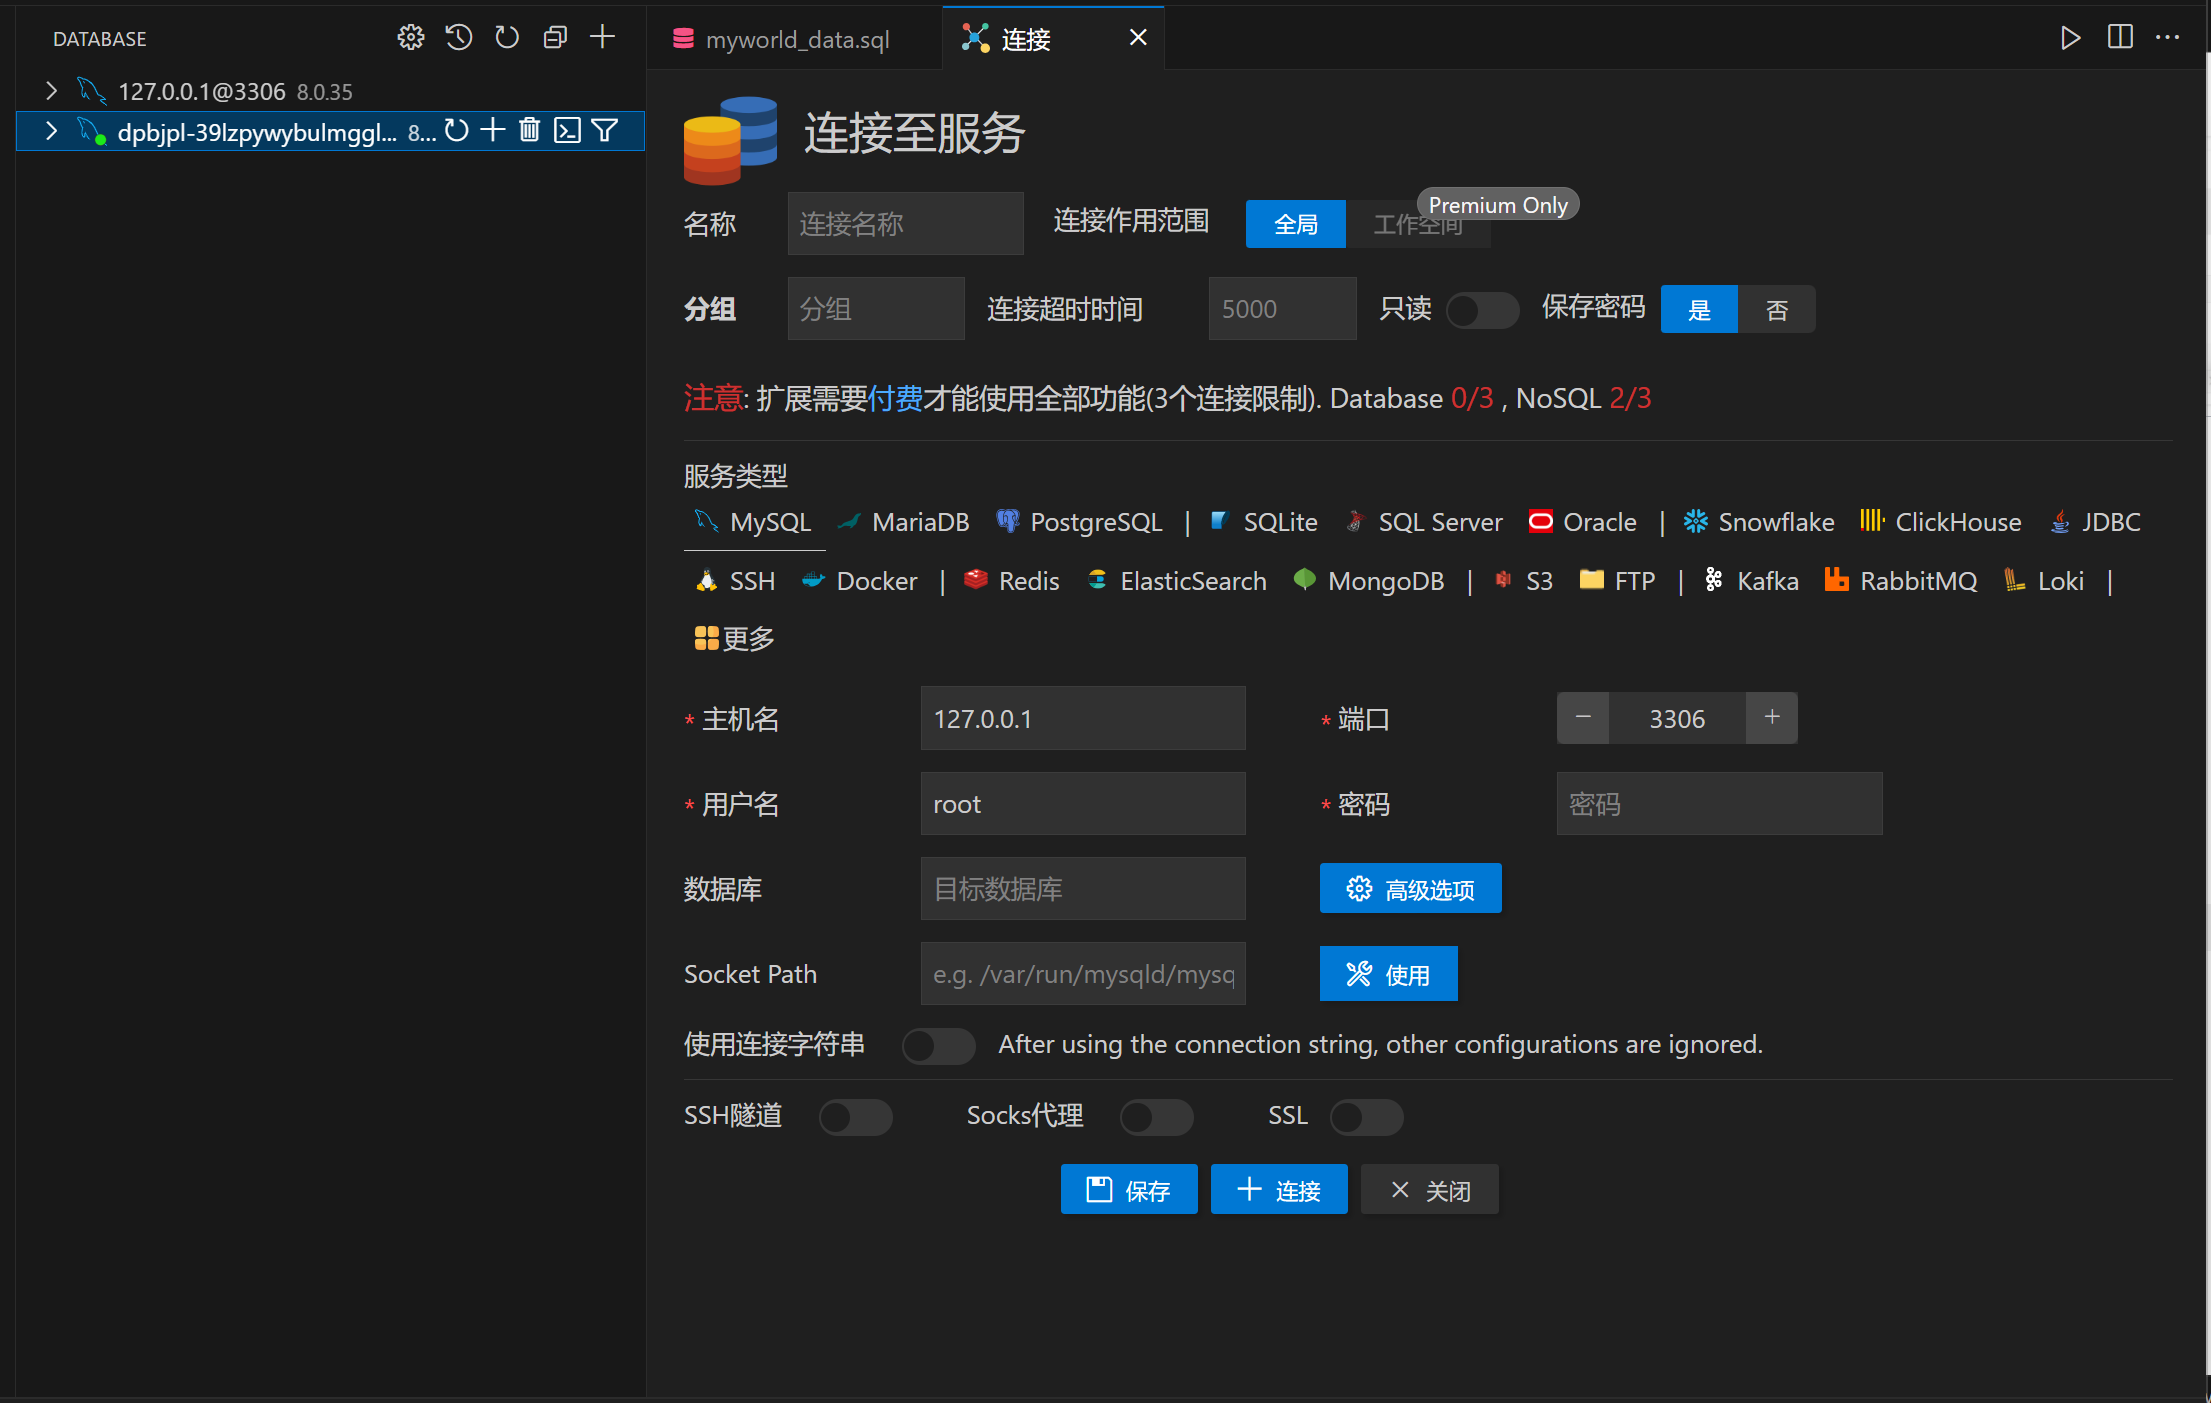 DATABASE
127.0.0.1@3306 8.0.35
dpbjpl-39lzpywybulmggl... 8...
myworld_data.sql
连接
连接至服务
名称 连接名称 连接作用范围 全局 工作空间 Premium Only
分组 分组 连接超时时间 5000 只读 保存密码 是 否
注意: 扩展需要付费才能使用全部功能(3个连接限制). Database 0/3 , NoSQL 2/3
服务类型
MySQL MariaDB PostgreSQL | SQLite SQL Server Oracle | Snowflake ClickHouse JDBC
SSH Docker | Redis ElasticSearch MongoDB | S3 FTP | Kafka RabbitMQ Loki |
更多
* 主机名 127.0.0.1 * 端口 − 3306 +
* 用户名 root * 密码 密码
数据库 目标数据库 高级选项
Socket Path e.g. /var/run/mysqld/mysq 使用
使用连接字符串 After using the connection string, other configurations are ignored.
SSH隧道 Socks代理 SSL
保存 连接 关闭